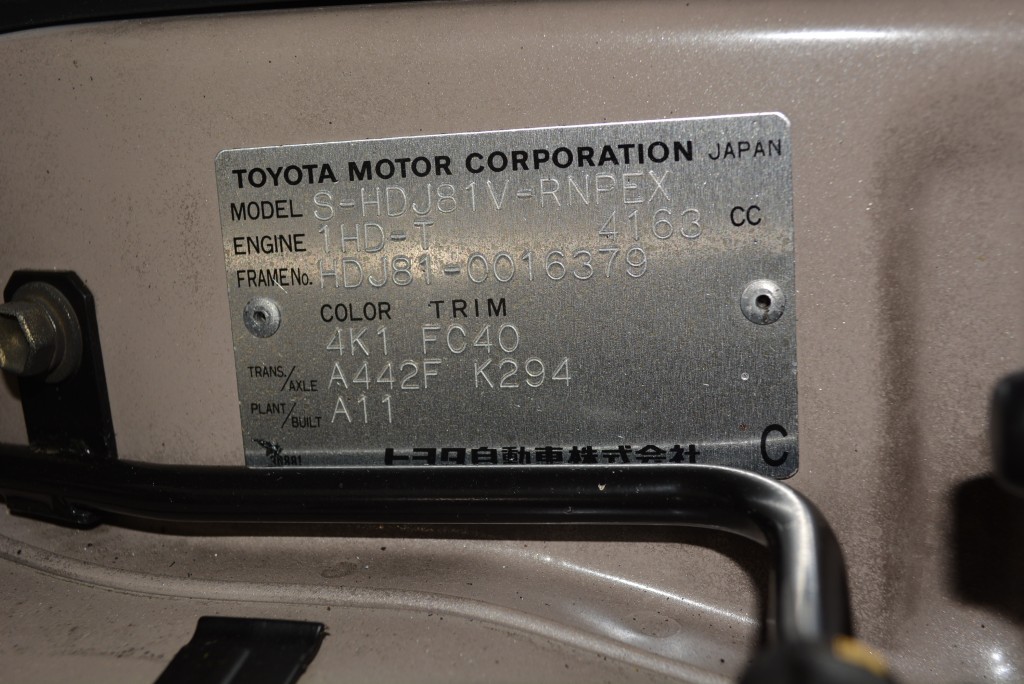 TOYOTA MOTOR CORPORATION JAPAN
MODEL S-HDJ81V-RNPEX
ENGINE 1HD-T 4163 CC
FRAME No. HDJ81-0016379
COLOR TRIM
4K1 FC40
TRANS./AXLE A442F K294
PLANT/BUILT A11
トヨタ自動車株式会社 C